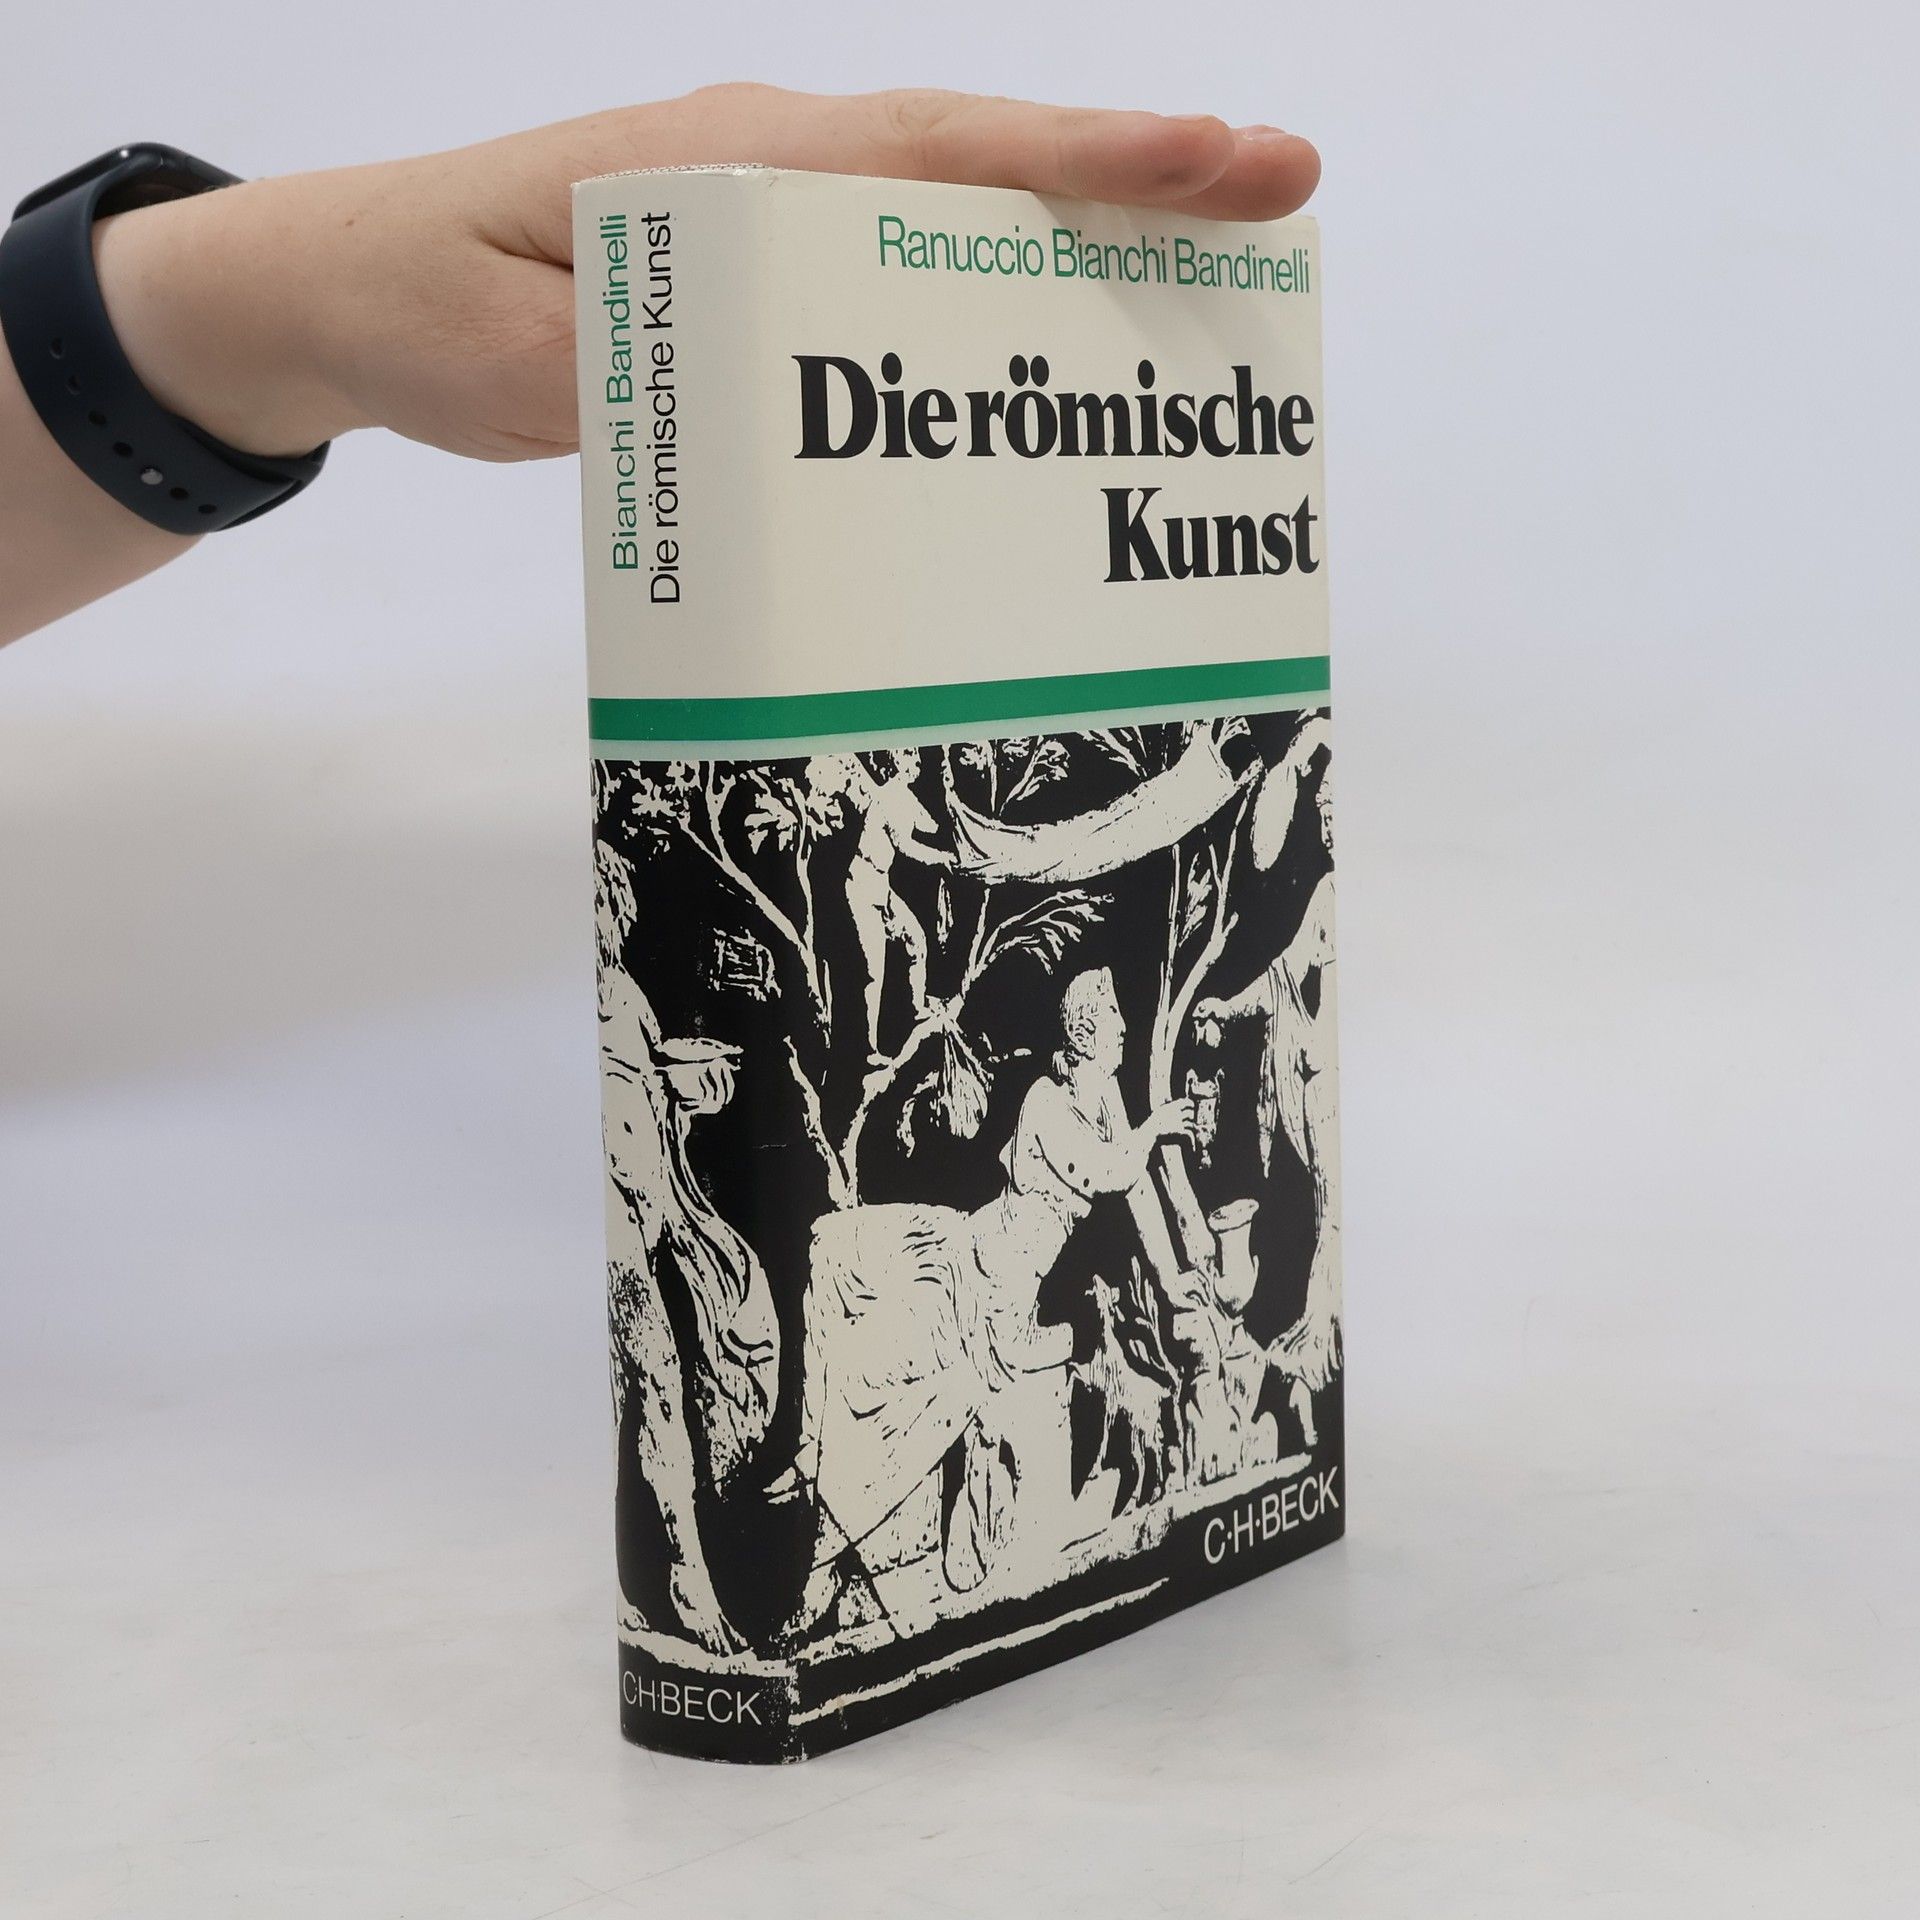 Bianchi Bandinelli
Die römische Kunst
C·H·BECK
Ranuccio Bianchi Bandinelli
Die römische
Kunst
C·H·BECK